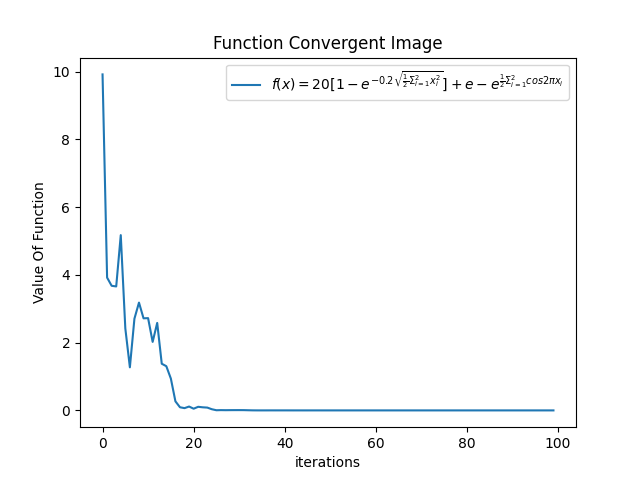 Function Convergent Image
f(x) = 20[1 − e^{−0.2√(½Σ²ᵢ₌₁xᵢ²)}] + e − e^{½Σ²ᵢ₌₁cos2πxᵢ}
10
8
6
4
2
0
Value Of Function
0 20 40 60 80 100
iterations